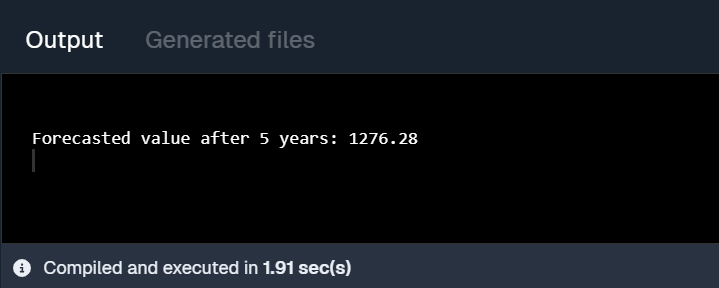 Output Generated files
Forecasted value after 5 years: 1276.28
Compiled and executed in 1.91 sec(s)